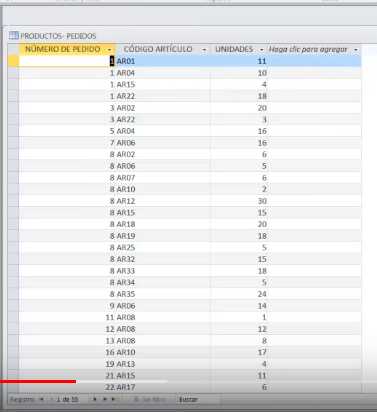 PRODUCTOS- PEDIDOS
NÚMERO DE PEDIDO CÓDIGO ARTÍCULO UNIDADES Haga clic para agregar
1 AR01 11
1 AR04 10
1 AR15 4
1 AR22 18
3 AR02 20
3 AR22 3
5 AR04 16
7 AR06 16
8 AR02 6
8 AR06 5
8 AR07 6
8 AR10 2
8 AR12 30
8 AR15 15
8 AR18 20
8 AR19 18
8 AR25 5
8 AR32 15
8 AR33 18
8 AR34 5
8 AR35 24
9 AR06 14
11 AR08 1
12 AR08 12
13 AR08 8
16 AR10 17
19 AR13 4
21 AR15 11
22 AR17 6
Registro: 1 de 55 Sin filtro Buscar